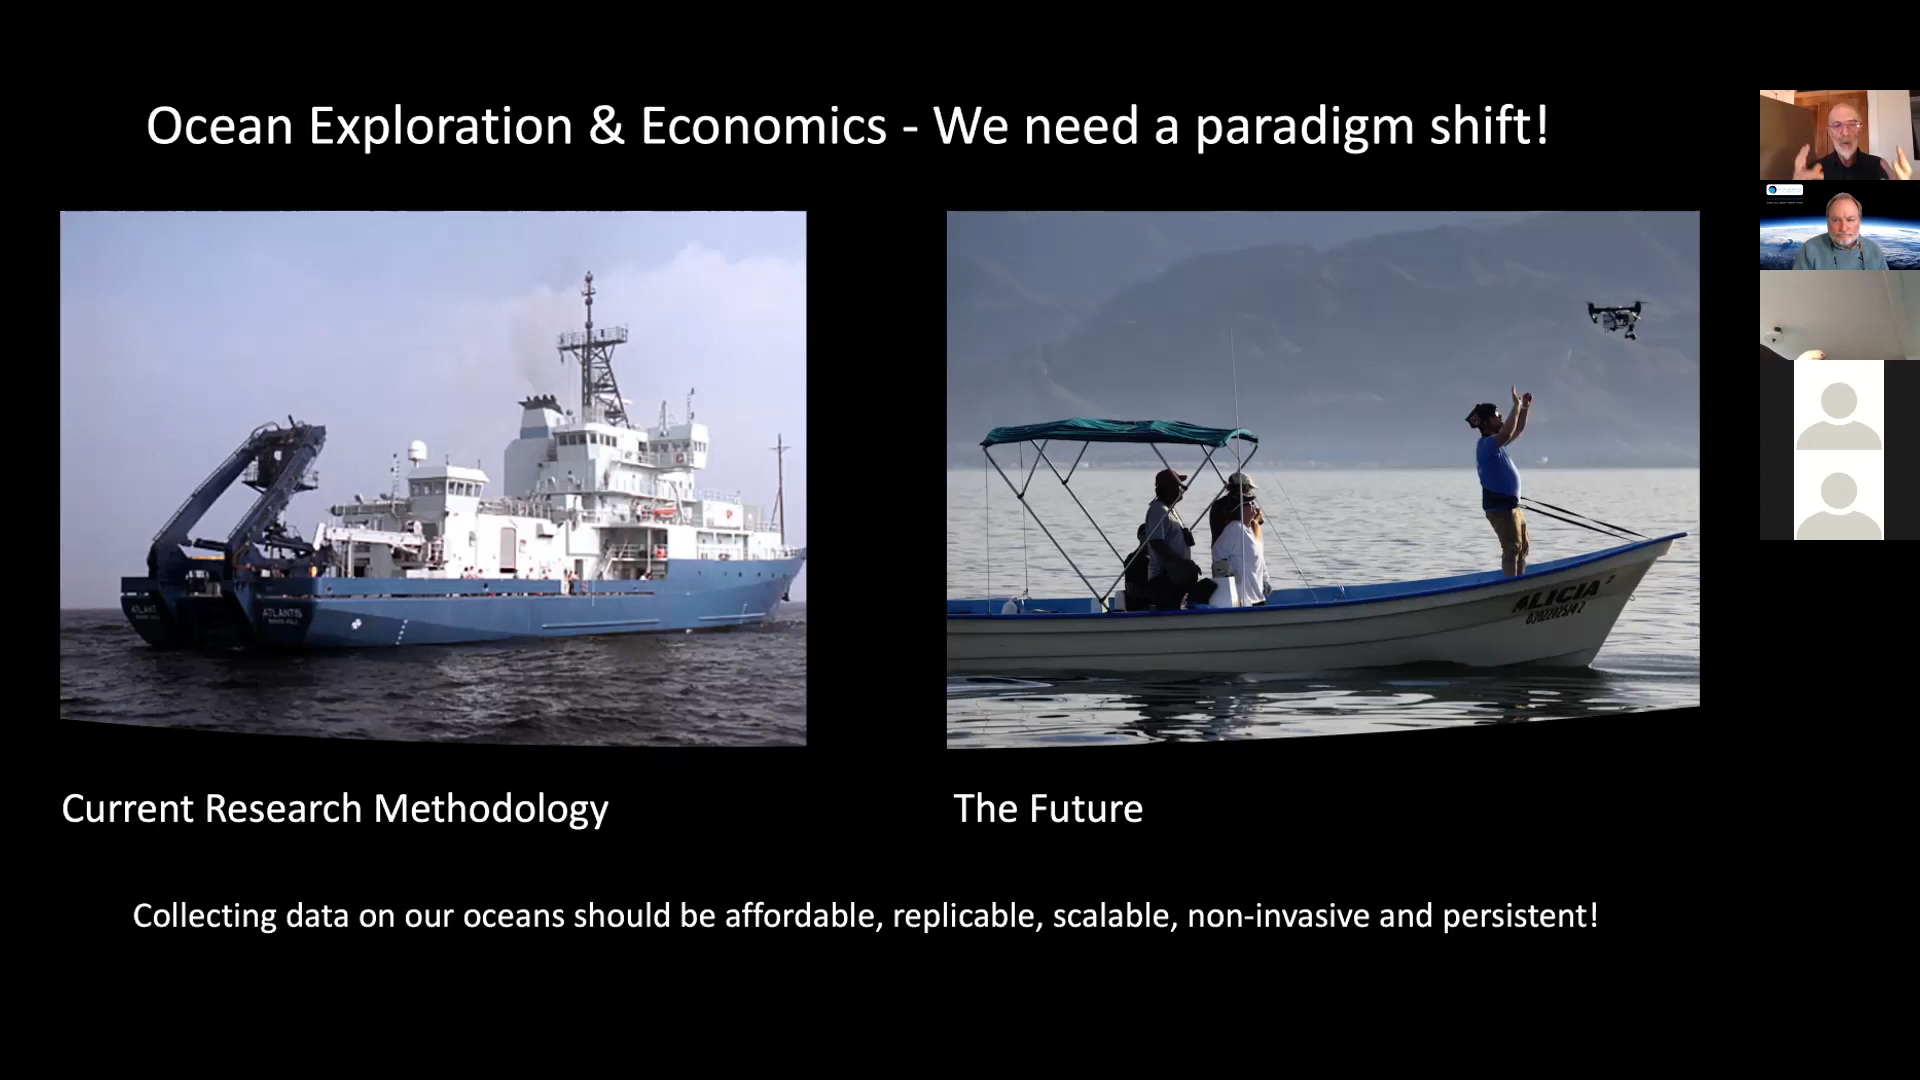 Ocean Exploration & Economics - We need a paradigm shift!
ATLANTIS
ALICIA
Current Research Methodology
The Future
Collecting data on our oceans should be affordable, replicable, scalable, non-invasive and persistent!